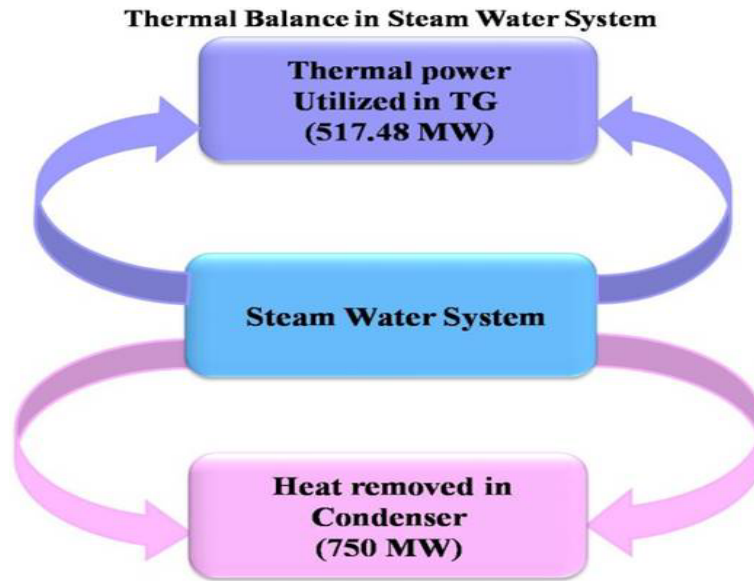 Thermal Balance in Steam Water System
Thermal power
Utilized in TG
(517.48 MW)
Steam Water System
Heat removed in
Condenser
(750 MW)